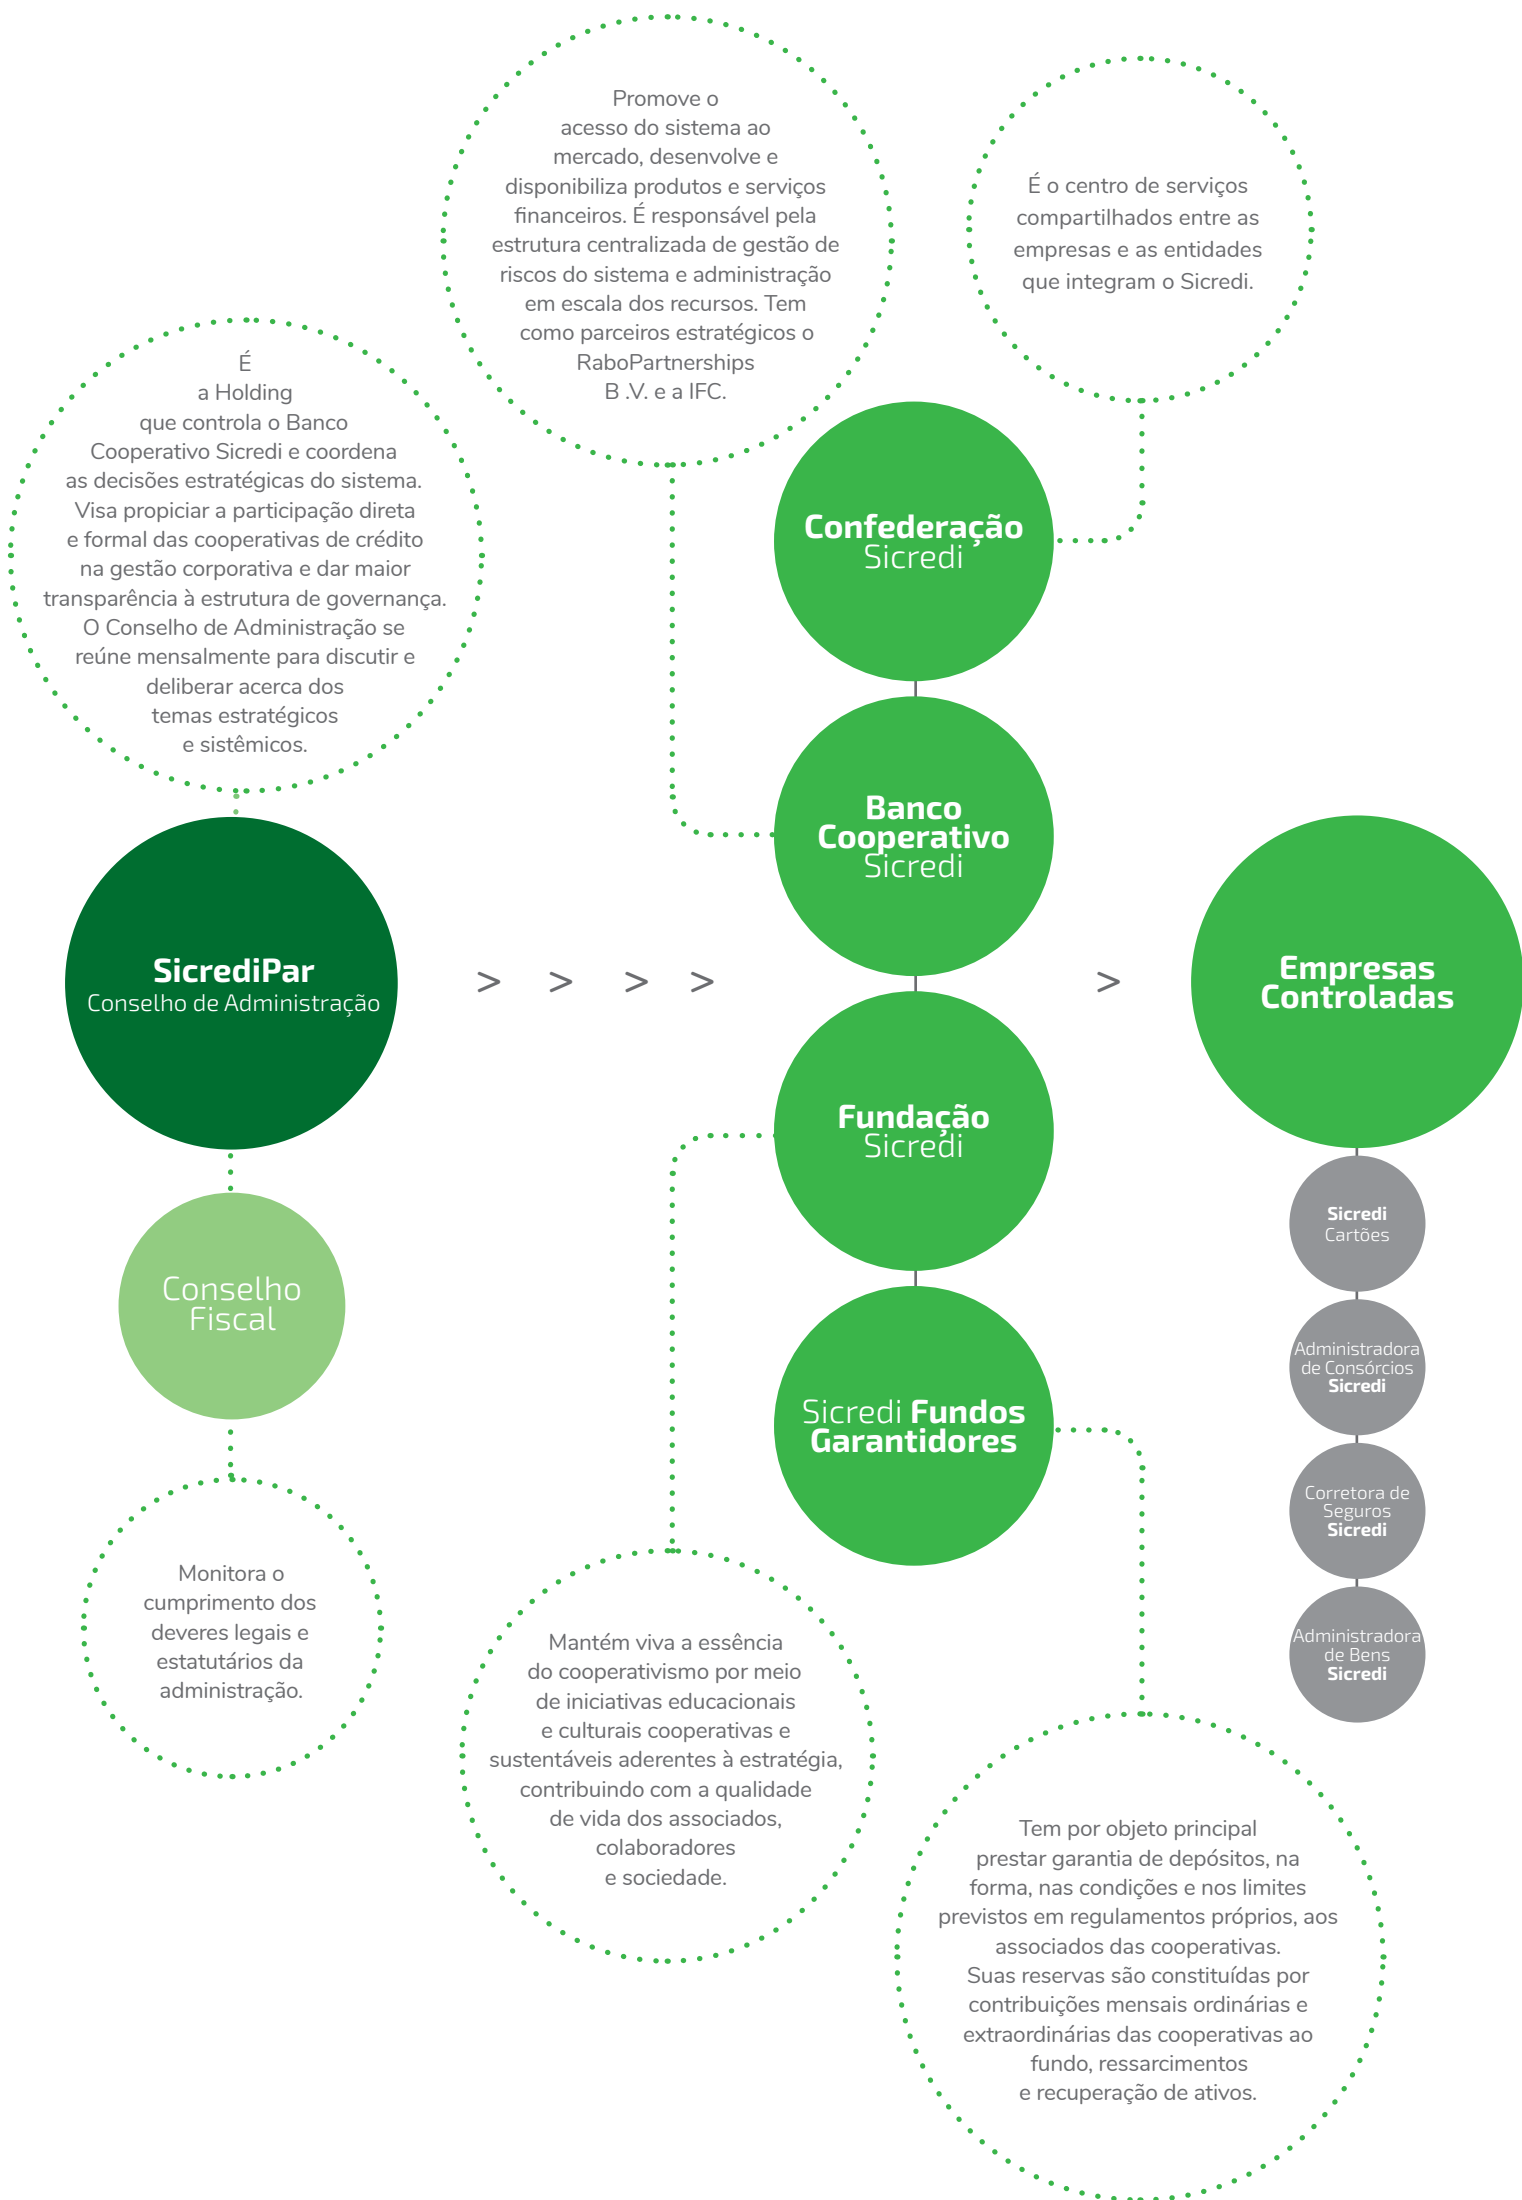 Promove o
acesso do sistema ao
mercado, desenvolve e
disponibiliza produtos e serviços
financeiros. É responsável pela
estrutura centralizada de gestão de
riscos do sistema e administração
em escala dos recursos. Tem
como parceiros estratégicos o
RaboPartnerships
B .V. e a IFC.
É o centro de serviços
compartilhados entre as
empresas e as entidades
que integram o Sicredi.
É
a Holding
que controla o Banco
Cooperativo Sicredi e coordena
as decisões estratégicas do sistema.
Visa propiciar a participação direta
e formal das cooperativas de crédito
na gestão corporativa e dar maior
transparência à estrutura de governança.
O Conselho de Administração se
reúne mensalmente para discutir e
deliberar acerca dos
temas estratégicos
e sistêmicos.
Confederação
Sicredi
Banco
Cooperativo
Sicredi
SicrediPar
Conselho de Administração
> > > >
>
Empresas
Controladas
Fundação
Sicredi
Conselho
Fiscal
Sicredi Fundos
Garantidores
Sicredi
Cartões
Administradora
de Consórcios
Sicredi
Corretora de
Seguros
Sicredi
Administradora
de Bens
Sicredi
Monitora o
cumprimento dos
deveres legais e
estatutários da
administração.
Mantém viva a essência
do cooperativismo por meio
de iniciativas educacionais
e culturais cooperativas e
sustentáveis aderentes à estratégia,
contribuindo com a qualidade
de vida dos associados,
colaboradores
e sociedade.
Tem por objeto principal
prestar garantia de depósitos, na
forma, nas condições e nos limites
previstos em regulamentos próprios, aos
associados das cooperativas.
Suas reservas são constituídas por
contribuições mensais ordinárias e
extraordinárias das cooperativas ao
fundo, ressarcimentos
e recuperação de ativos.